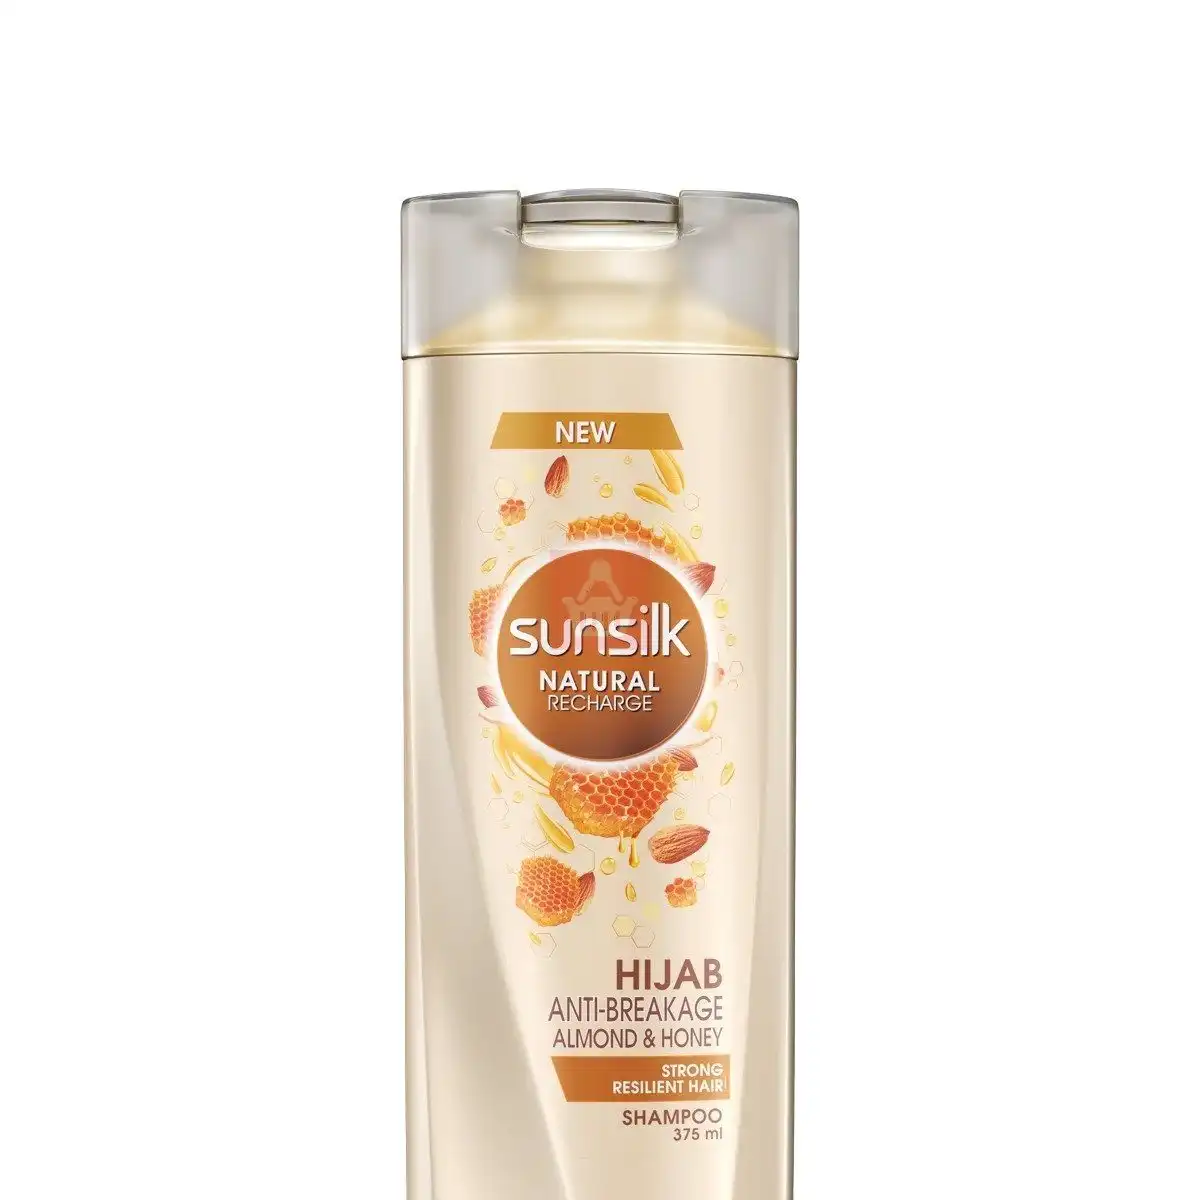 NEW
sunsilk
NATURAL
RECHARGE
HIJAB
ANTI-BREAKAGE
ALMOND & HONEY
STRONG
RESILIENT HAIR
SHAMPOO
375 ml